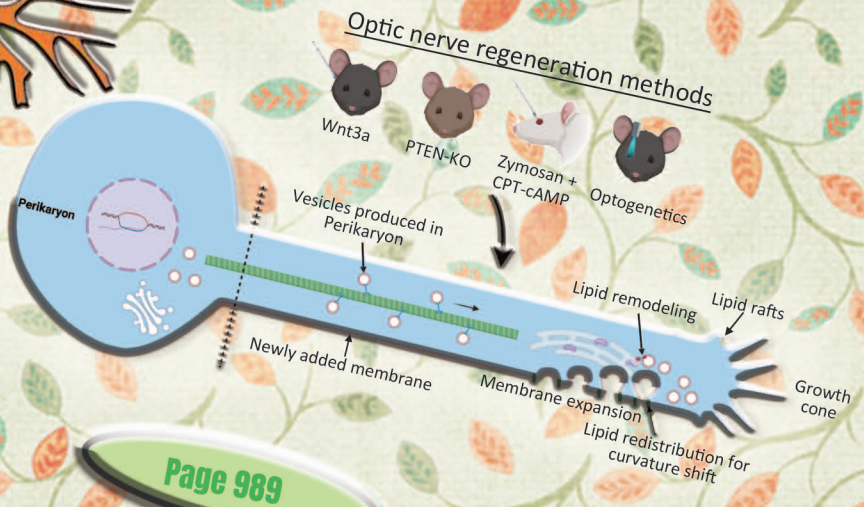 Optic nerve regeneration methods
Wnt3a
PTEN-KO
Zymosan +
CPT-cAMP
Optogenetics
Perikaryon
Vesicles produced in
Perikaryon
Lipid remodeling
Lipid rafts
Newly added membrane
Membrane expansion
Growth
cone
Lipid redistribution for
curvature shift
Page 989